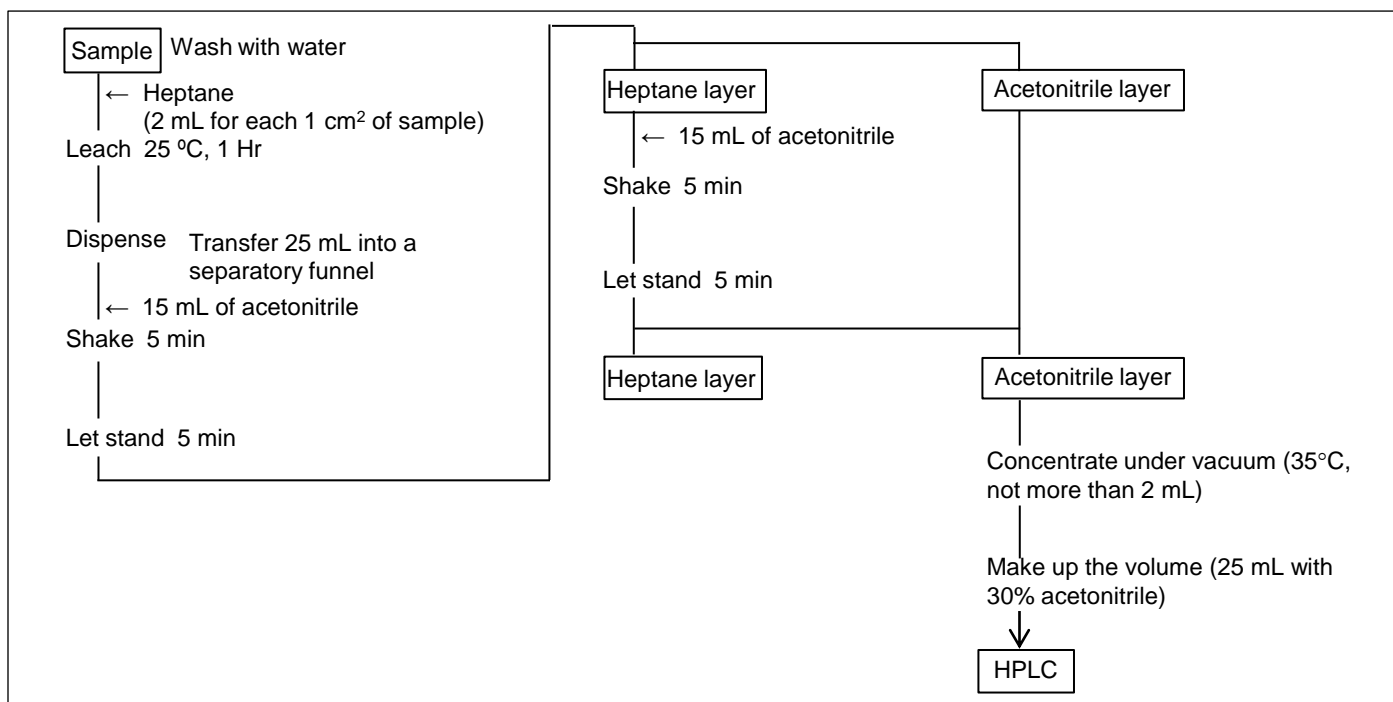 Sample Wash with water
← Heptane
(2 mL for each 1 cm² of sample)
Leach 25 ºC, 1 Hr
Dispense Transfer 25 mL into a
separatory funnel
← 15 mL of acetonitrile
Shake 5 min
Let stand 5 min
Heptane layer Acetonitrile layer
← 15 mL of acetonitrile
Shake 5 min
Let stand 5 min
Heptane layer Acetonitrile layer
Concentrate under vacuum (35°C,
not more than 2 mL)
Make up the volume (25 mL with
30% acetonitrile)
HPLC